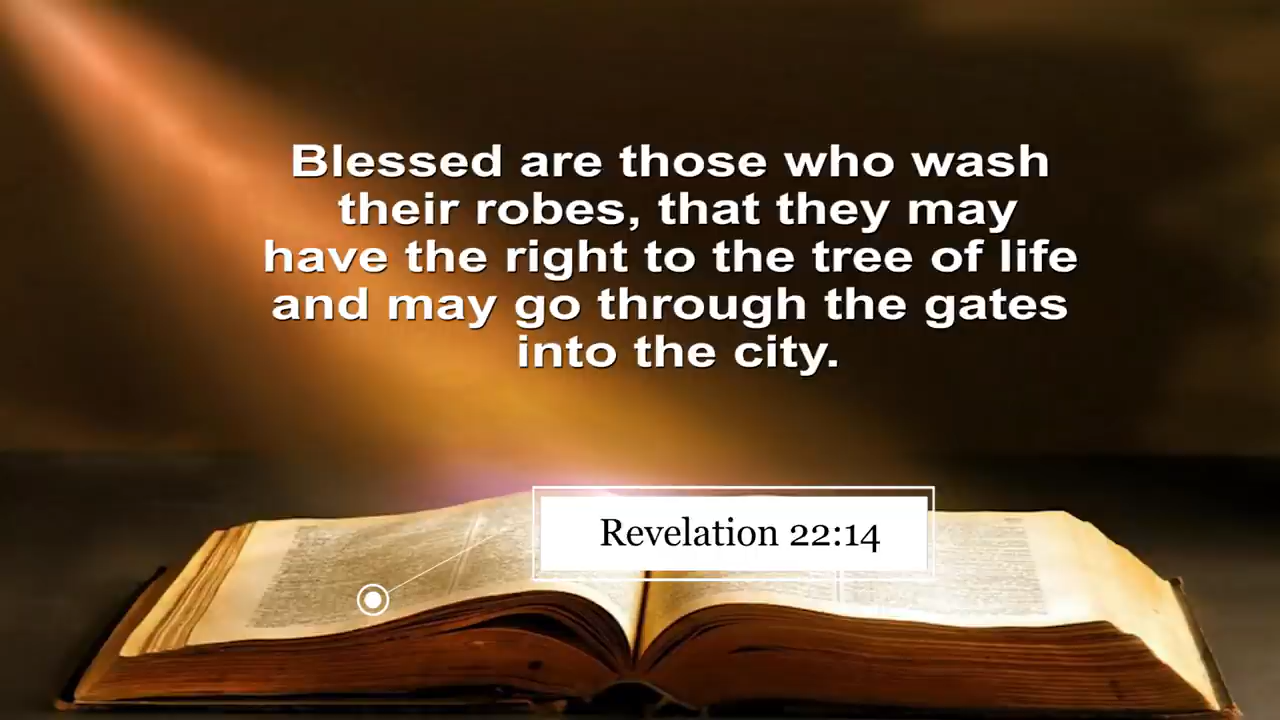 Blessed are those who wash
their robes, that they may
have the right to the tree of life
and may go through the gates
into the city.
Revelation 22:14